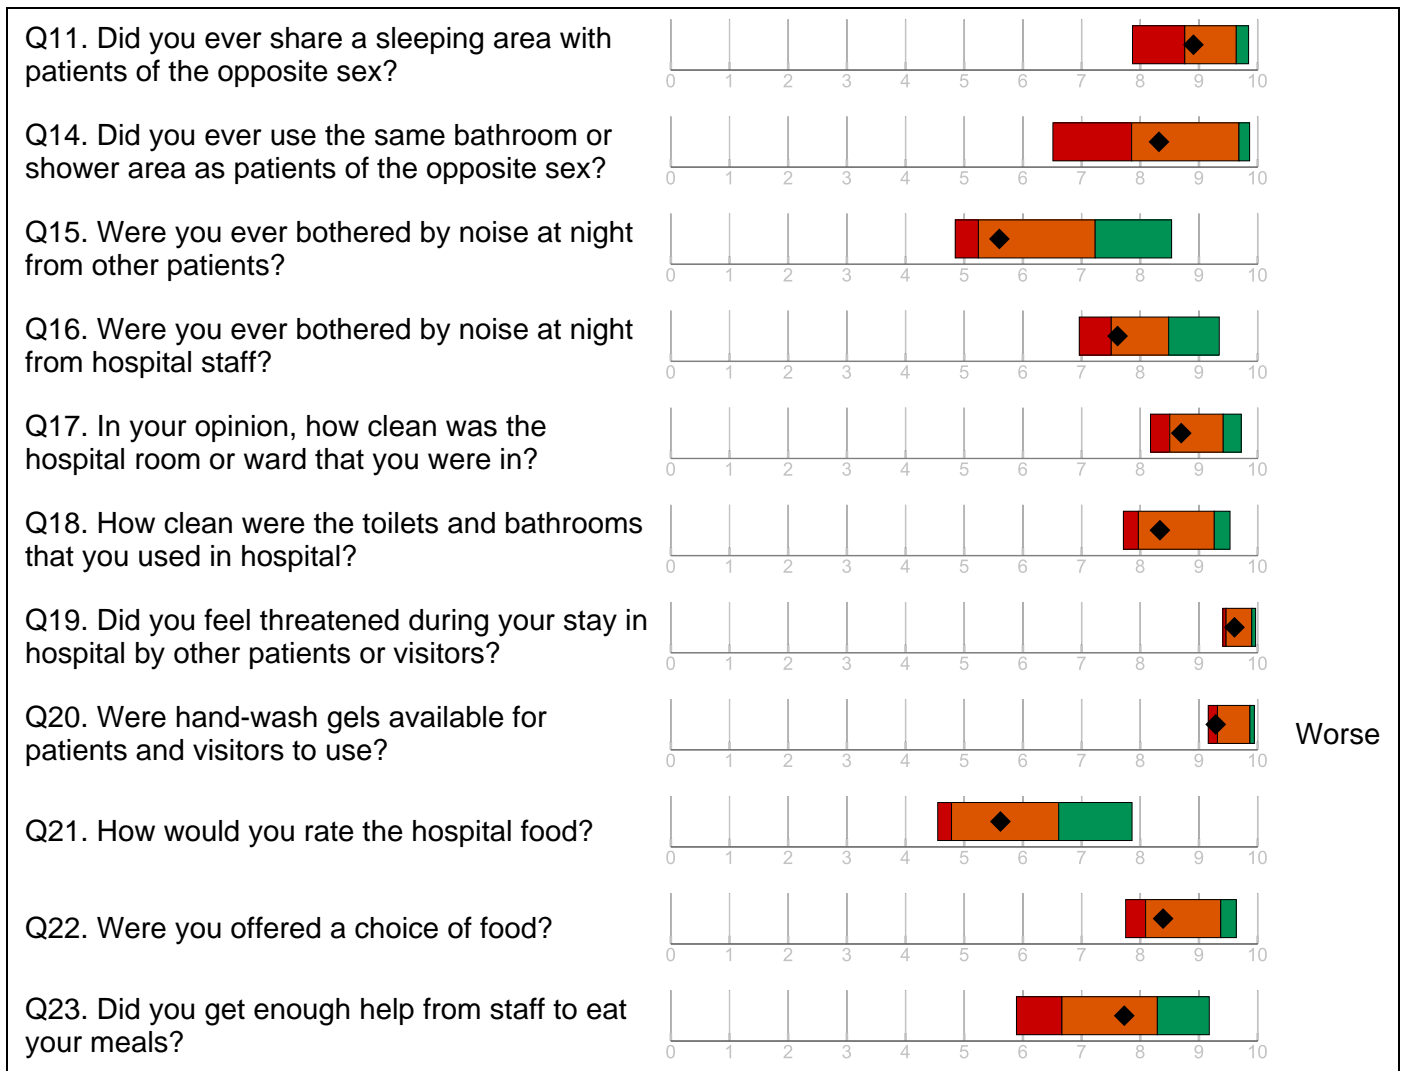 Q11. Did you ever share a sleeping area with
patients of the opposite sex?
0 1 2 3 4 5 6 7 8 9 10
Q14. Did you ever use the same bathroom or
shower area as patients of the opposite sex?
0 1 2 3 4 5 6 7 8 9 10
Q15. Were you ever bothered by noise at night
from other patients?
0 1 2 3 4 5 6 7 8 9 10
Q16. Were you ever bothered by noise at night
from hospital staff?
0 1 2 3 4 5 6 7 8 9 10
Q17. In your opinion, how clean was the
hospital room or ward that you were in?
0 1 2 3 4 5 6 7 8 9 10
Q18. How clean were the toilets and bathrooms
that you used in hospital?
0 1 2 3 4 5 6 7 8 9 10
Q19. Did you feel threatened during your stay in
hospital by other patients or visitors?
0 1 2 3 4 5 6 7 8 9 10
Q20. Were hand-wash gels available for
patients and visitors to use?
Worse
0 1 2 3 4 5 6 7 8 9 10
Q21. How would you rate the hospital food?
0 1 2 3 4 5 6 7 8 9 10
Q22. Were you offered a choice of food?
0 1 2 3 4 5 6 7 8 9 10
Q23. Did you get enough help from staff to eat
your meals?
0 1 2 3 4 5 6 7 8 9 10